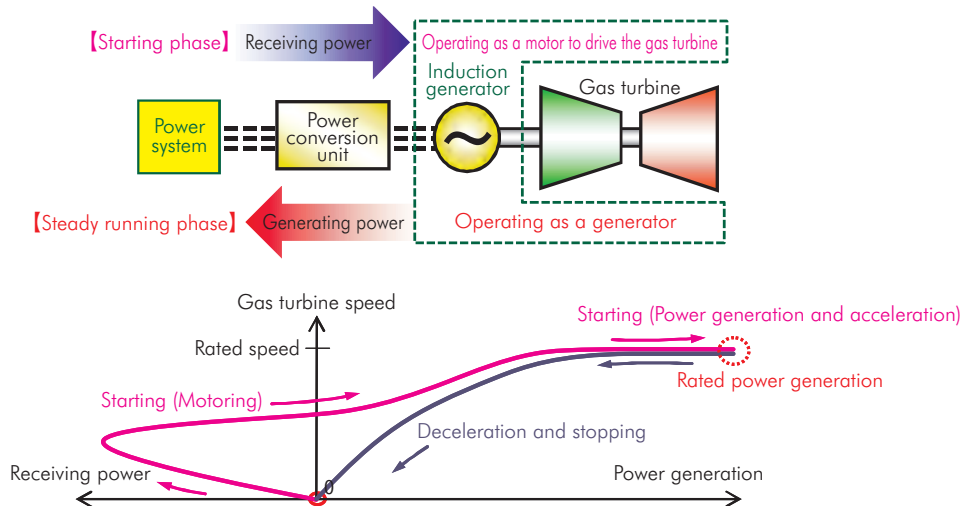 【Starting phase】 Receiving power
Operating as a motor to drive the gas turbine
Induction
generator
Gas turbine
Power
system
Power
conversion
unit
【Steady running phase】 Generating power
Operating as a generator
Gas turbine speed
Starting (Power generation and acceleration)
Rated speed
Rated power generation
Starting (Motoring)
Deceleration and stopping
Receiving power
0
Power generation